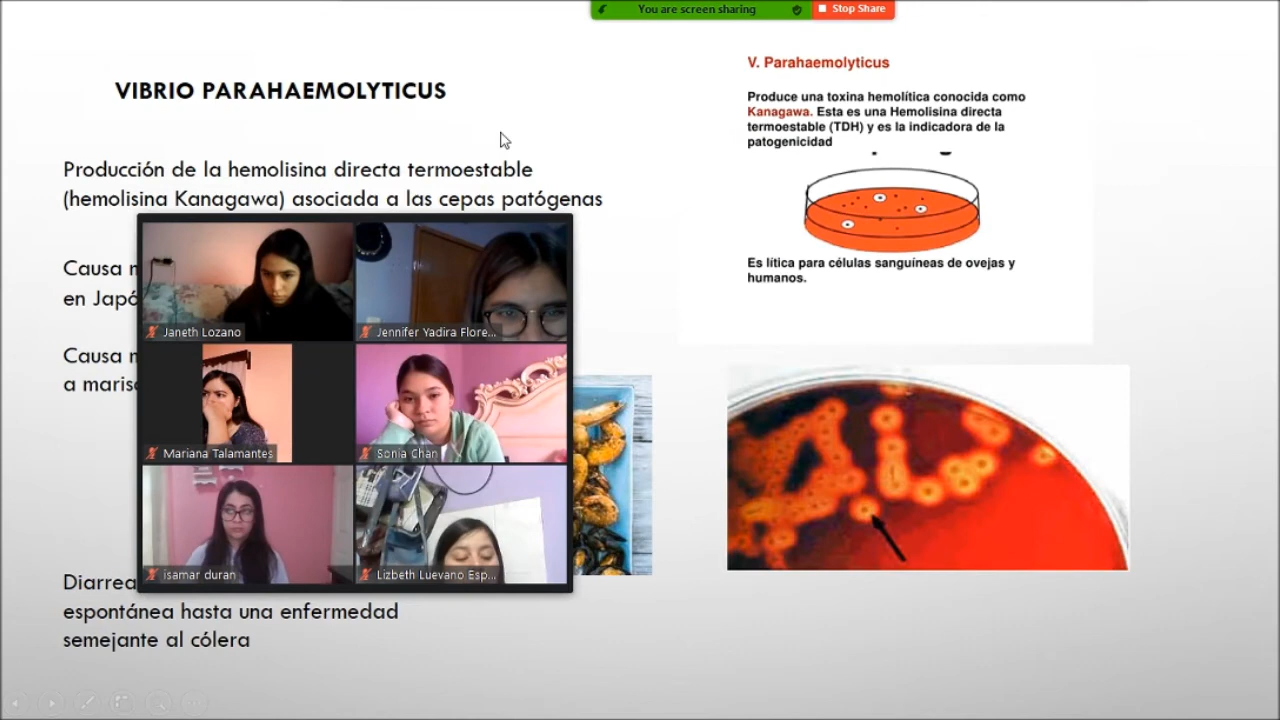 You are screen sharing
Stop Share
VIBRIO PARAHAEMOLYTICUS
Producción de la hemolisina directa termoestable
(hemolisina Kanagawa) asociada a las cepas patógenas
Causa
en Japó
Causa
a maris
Diarrea
espontánea hasta una enfermedad
semejante al cólera
Janeth Lozano
Jennifer Yadira Flore...
Mariana Talamantes
Sonia Chan
isamar duran
Lizbeth Luevano Esp...
V. Parahaemolyticus
Produce una toxina hemolítica conocida como
Kanagawa. Esta es una Hemolisina directa
termoestable (TDH) y es la indicadora de la
patogenicidad
Es lítica para células sanguíneas de ovejas y
humanos.